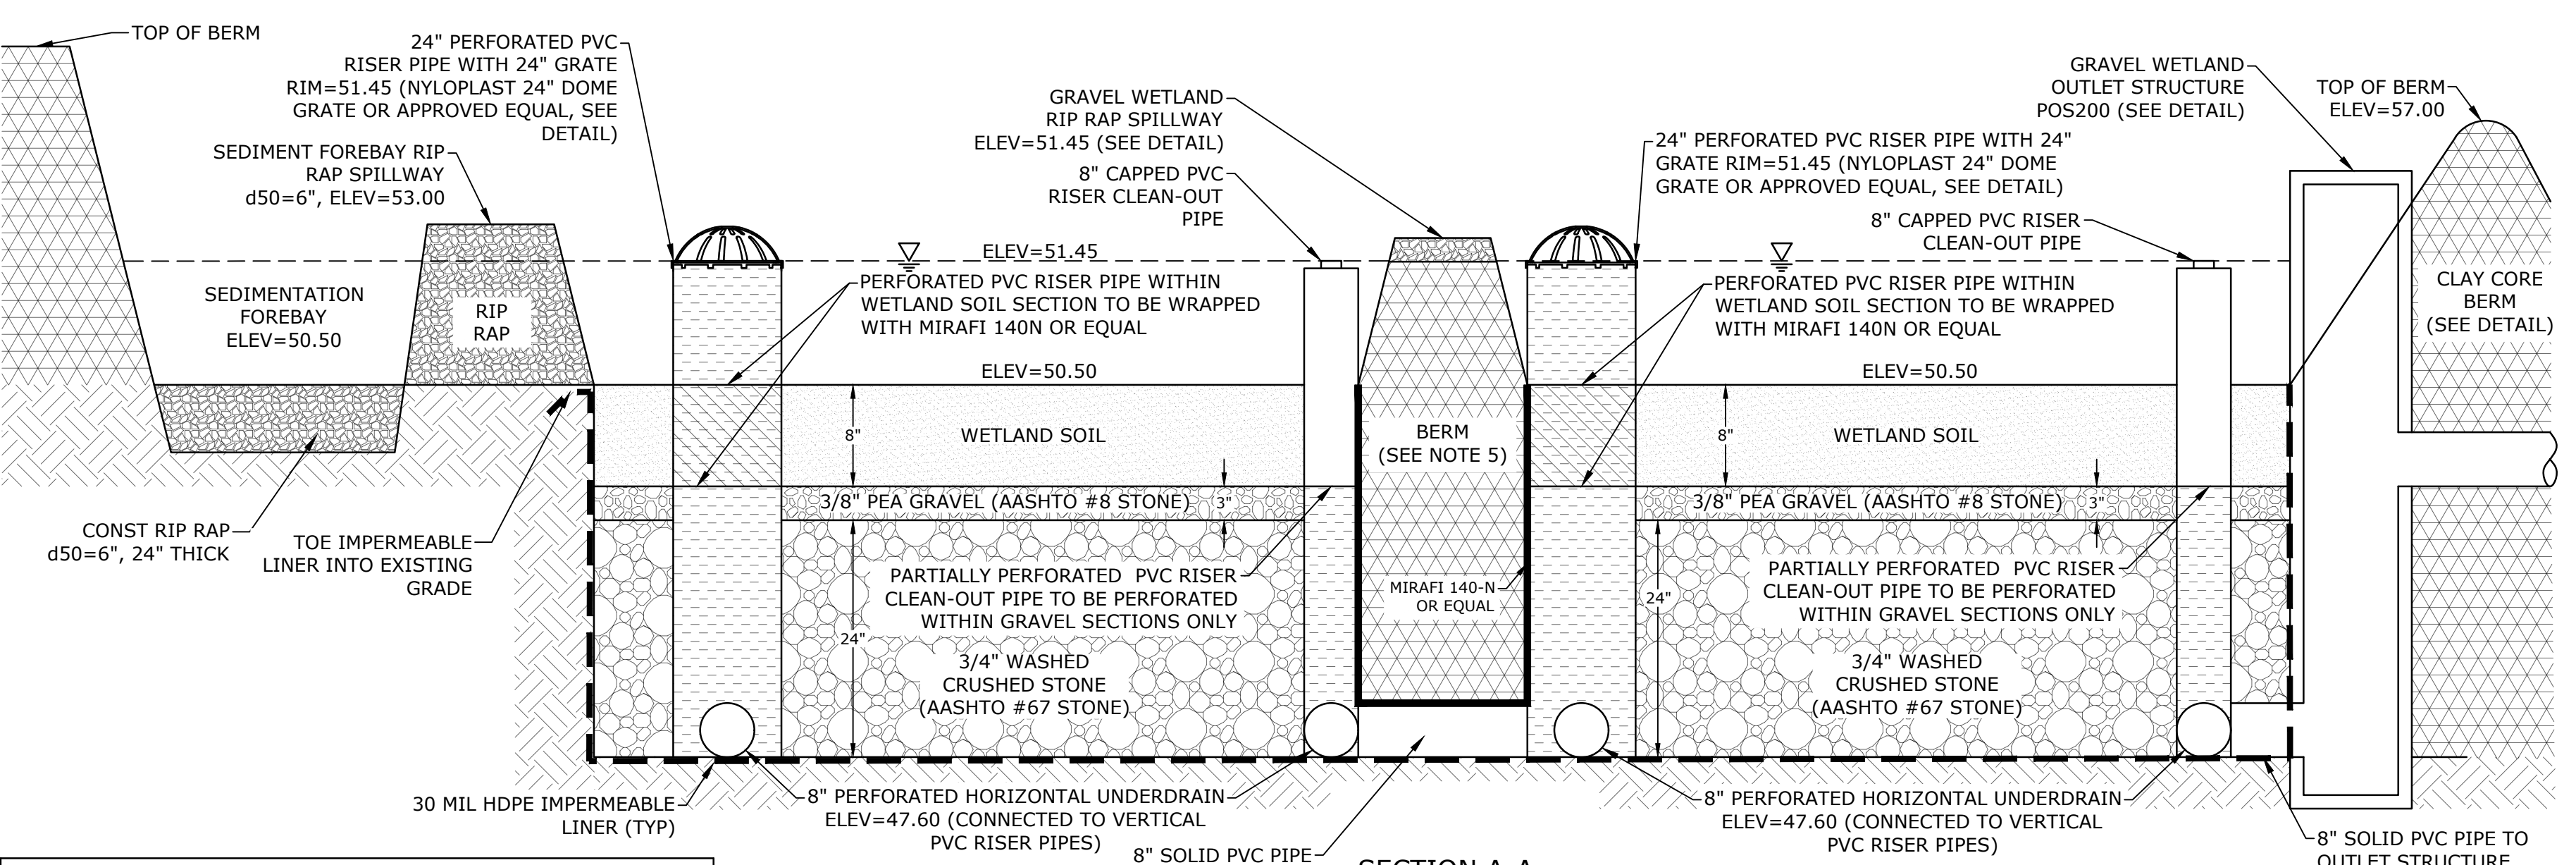 TOP OF BERM
24" PERFORATED PVC
RISER PIPE WITH 24" GRATE
RIM=51.45 (NYLOPLAST 24" DOME
GRATE OR APPROVED EQUAL, SEE
DETAIL)
SEDIMENT FOREBAY RIP
RAP SPILLWAY
d50=6", ELEV=53.00
GRAVEL WETLAND
RIP RAP SPILLWAY
ELEV=51.45 (SEE DETAIL)
8" CAPPED PVC
RISER CLEAN-OUT
PIPE
24" PERFORATED PVC RISER PIPE WITH 24"
GRATE RIM=51.45 (NYLOPLAST 24" DOME
GRATE OR APPROVED EQUAL, SEE DETAIL)
GRAVEL WETLAND
OUTLET STRUCTURE
POS200 (SEE DETAIL)
TOP OF BERM
ELEV=57.00
8" CAPPED PVC RISER
CLEAN-OUT PIPE
ELEV=51.45
SEDIMENTATION
FOREBAY
ELEV=50.50
RIP
RAP
PERFORATED PVC RISER PIPE WITHIN
WETLAND SOIL SECTION TO BE WRAPPED
WITH MIRAFI 140N OR EQUAL
PERFORATED PVC RISER PIPE WITHIN
WETLAND SOIL SECTION TO BE WRAPPED
WITH MIRAFI 140N OR EQUAL
CLAY CORE
BERM
(SEE DETAIL)
ELEV=50.50
ELEV=50.50
8"
WETLAND SOIL
BERM
(SEE NOTE 5)
8"
WETLAND SOIL
3/8" PEA GRAVEL (AASHTO #8 STONE)
3"
3/8" PEA GRAVEL (AASHTO #8 STONE)
3"
CONST RIP RAP
d50=6", 24" THICK
TOE IMPERMEABLE
LINER INTO EXISTING
GRADE
PARTIALLY PERFORATED PVC RISER
CLEAN-OUT PIPE TO BE PERFORATED
WITHIN GRAVEL SECTIONS ONLY
MIRAFI 140-N
OR EQUAL
PARTIALLY PERFORATED PVC RISER
CLEAN-OUT PIPE TO BE PERFORATED
WITHIN GRAVEL SECTIONS ONLY
24"
24"
3/4" WASHED
CRUSHED STONE
(AASHTO #67 STONE)
3/4" WASHED
CRUSHED STONE
(AASHTO #67 STONE)
30 MIL HDPE IMPERMEABLE
LINER (TYP)
8" PERFORATED HORIZONTAL UNDERDRAIN
ELEV=47.60 (CONNECTED TO VERTICAL
PVC RISER PIPES)
8" SOLID PVC PIPE
8" PERFORATED HORIZONTAL UNDERDRAIN
ELEV=47.60 (CONNECTED TO VERTICAL
PVC RISER PIPES)
8" SOLID PVC PIPE TO
OUTLET STRUCTURE
SECTION A-A